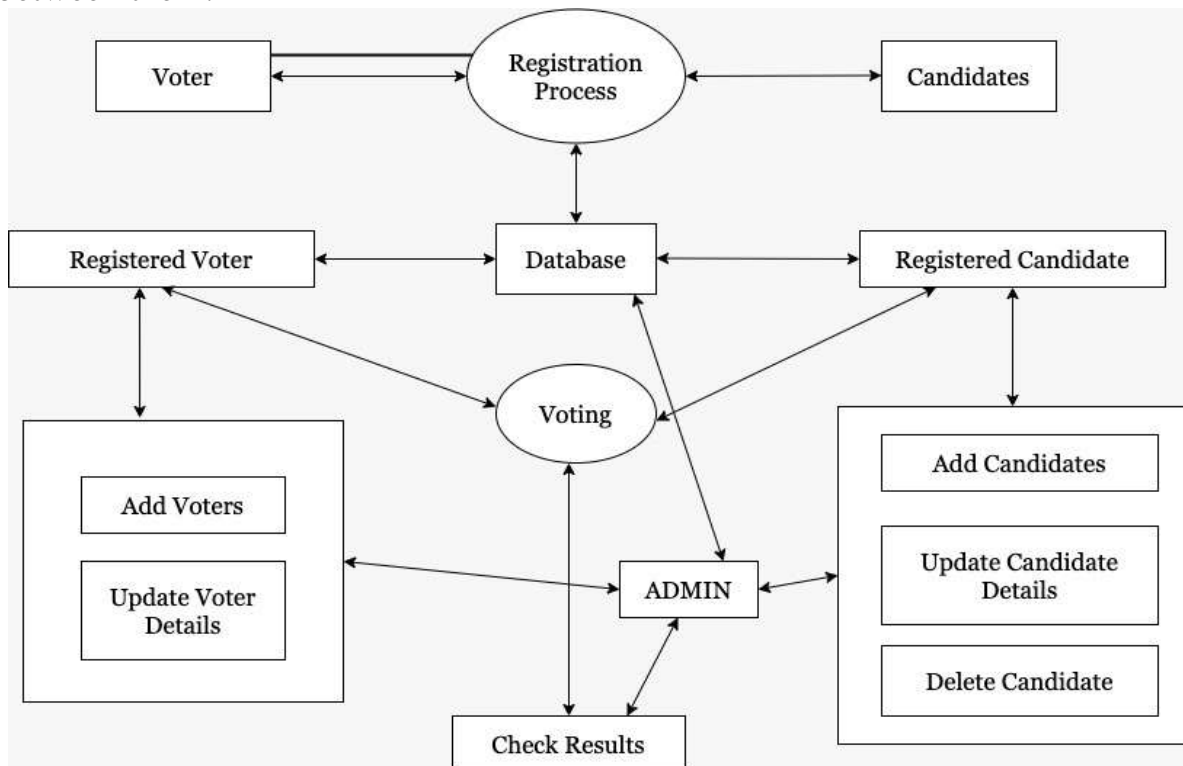 Voter
Registration
Process
Candidates
Registered Voter
Database
Registered Candidate
Voting
Add Voters
Update Voter
Details
ADMIN
Add Candidates
Update Candidate
Details
Delete Candidate
Check Results